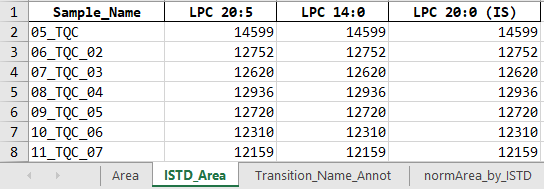 1 Sample_Name LPC 20:5 LPC 14:0 LPC 20:0 (IS)
2 05_TQC 14599 14599 14599
3 06_TQC_02 12752 12752 12752
4 07_TQC_03 12620 12620 12620
5 08_TQC_04 12936 12936 12936
6 09_TQC_05 12720 12720 12720
7 10_TQC_06 12310 12310 12310
8 11_TQC_07 12159 12159 12159
Area ISTD_Area Transition_Name_Annot normArea_by_ISTD